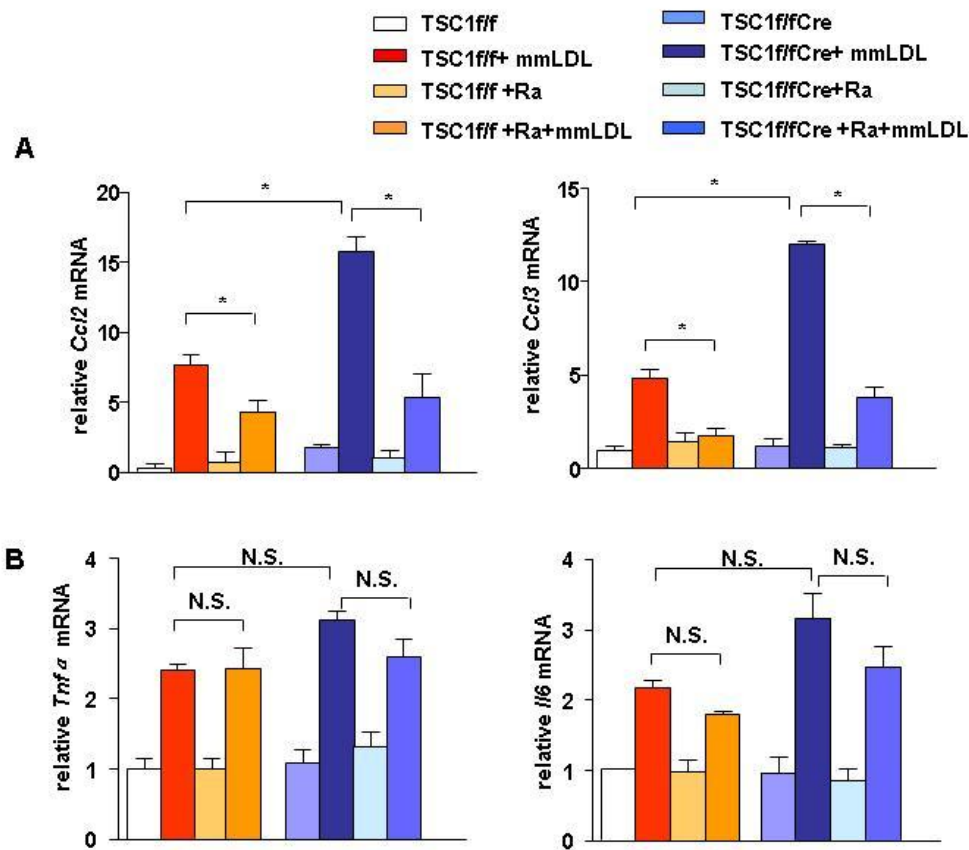 TSC1f/f
TSC1f/fCre
TSC1f/f+ mmLDL
TSC1f/fCre+ mmLDL
TSC1f/f +Ra
TSC1f/fCre+Ra
TSC1f/f +Ra+mmLDL
TSC1f/fCre +Ra+mmLDL
A
relative Ccl2 mRNA
20
15
10
5
0
*
*
*
relative Ccl3 mRNA
15
10
5
0
*
*
*
B
relative Tnf α mRNA
4
3
2
1
0
N.S.
N.S.
N.S.
relative Il6 mRNA
4
3
2
1
0
N.S.
N.S.
N.S.